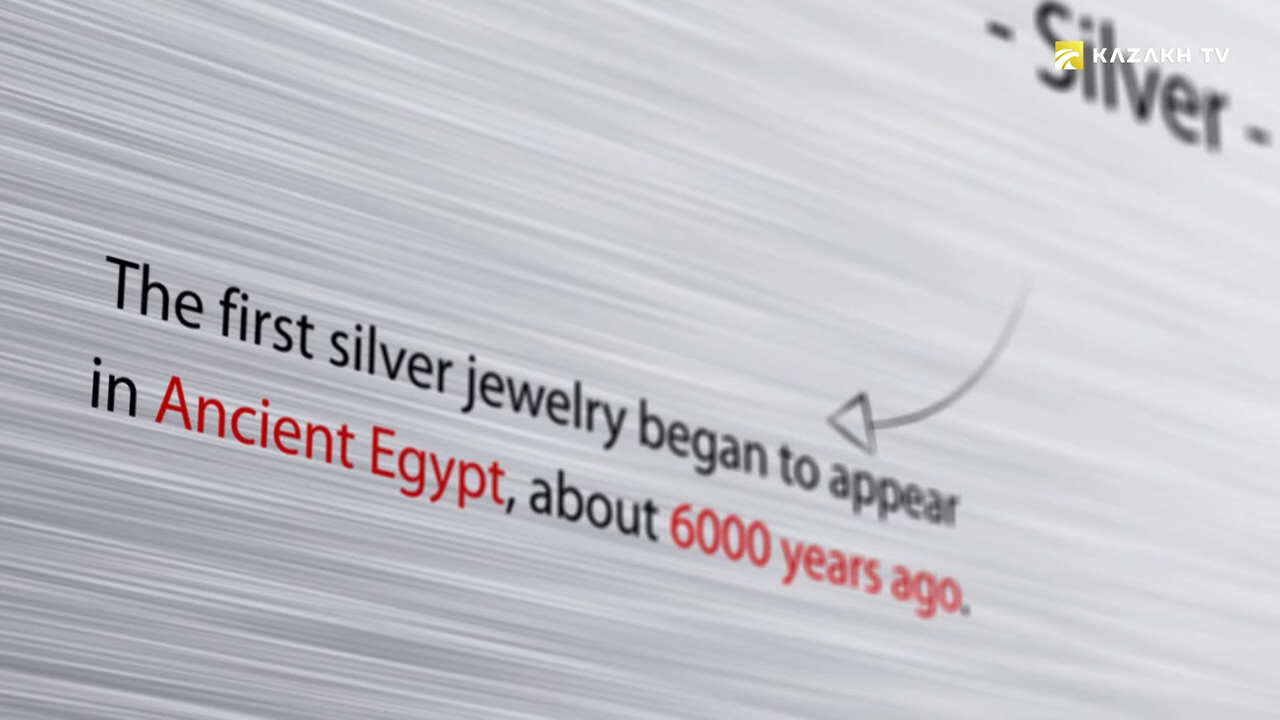 - Silver -
KAZAKH TV
The first silver jewelry began to appear
in Ancient Egypt, about 6000 years ago.